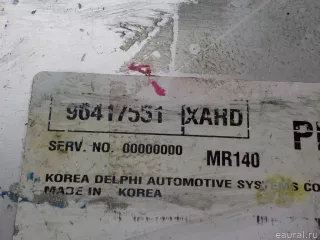 96417551 XAHD
SERV. NO. 00000000 MR140
KOREA DELPHI AUTOMOTIVE SYSTEMS CO
MADE IN KOREA
eaural.ru